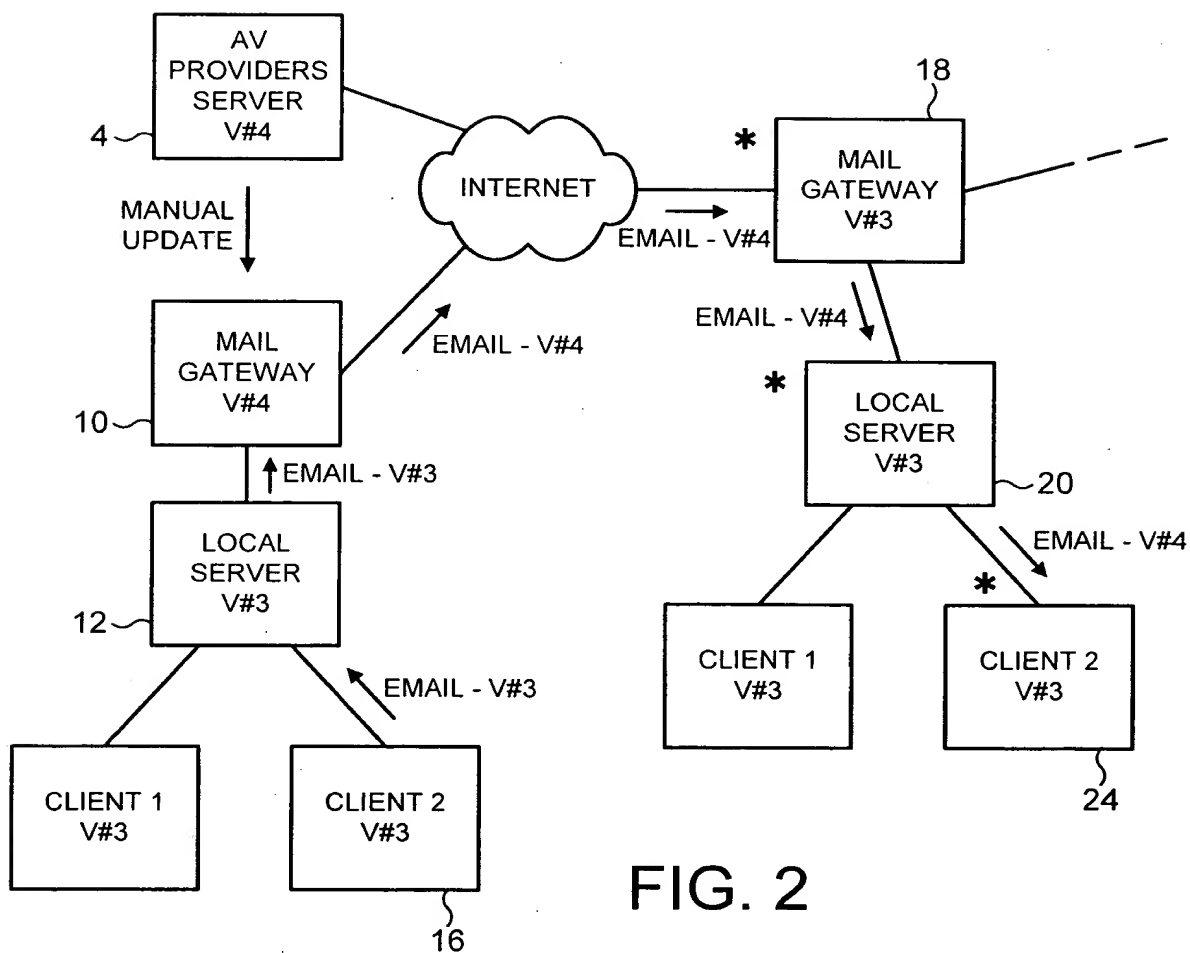 AV
PROVIDERS
SERVER
V#4
4
MANUAL
UPDATE
INTERNET
18
*
MAIL
GATEWAY
V#3
EMAIL - V#4
MAIL
GATEWAY
V#4
10
EMAIL - V#4
EMAIL - V#4
*
LOCAL
SERVER
V#3
20
EMAIL - V#3
LOCAL
SERVER
V#3
12
EMAIL - V#4
*
CLIENT 1
V#3
CLIENT 2
V#3
24
EMAIL - V#3
CLIENT 1
V#3
CLIENT 2
V#3
16
FIG. 2